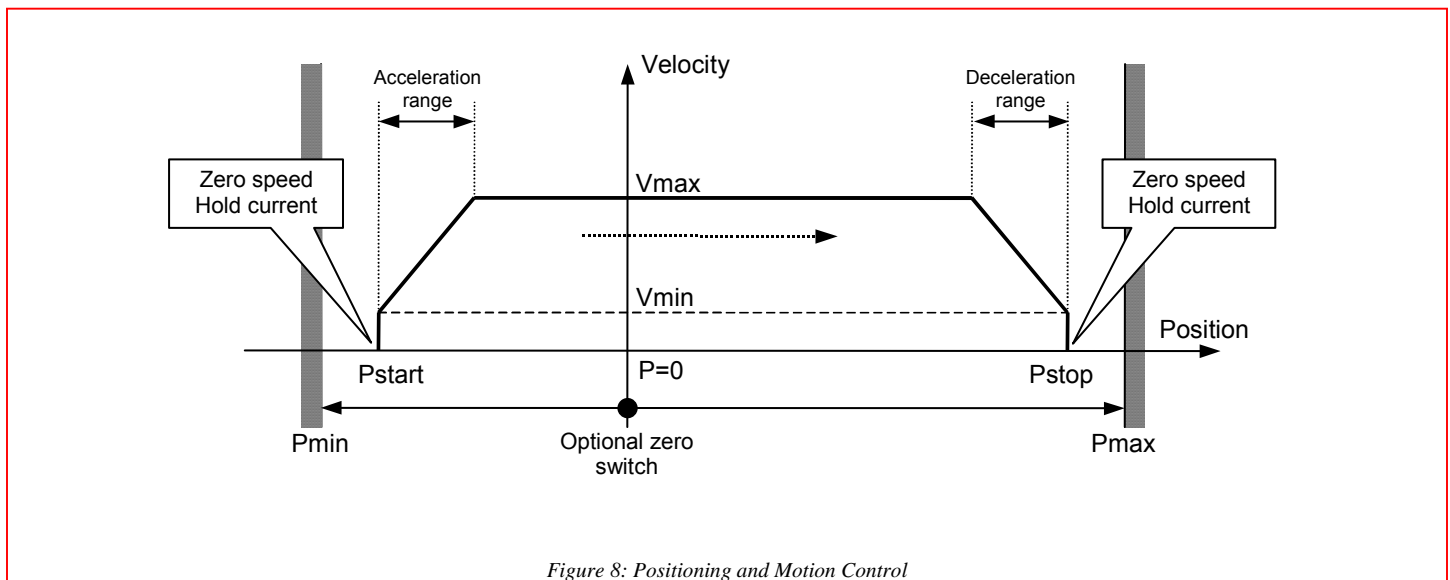 Velocity
Acceleration
range
Deceleration
range
Zero speed
Hold current
Vmax
Zero speed
Hold current
Vmin
Position
Pstart
P=0
Pstop
Pmin
Optional zero
switch
Pmax
Figure 8: Positioning and Motion Control